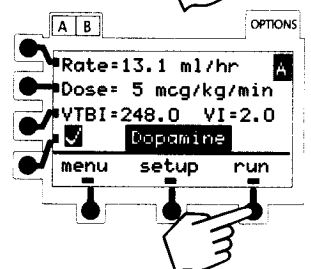 A B OPTIONS
Rate=13.1 ml/hr A
Dose= 5 mcg/kg/min
VTBI=248.0 VI=2.0
Dopamine
menu setup run